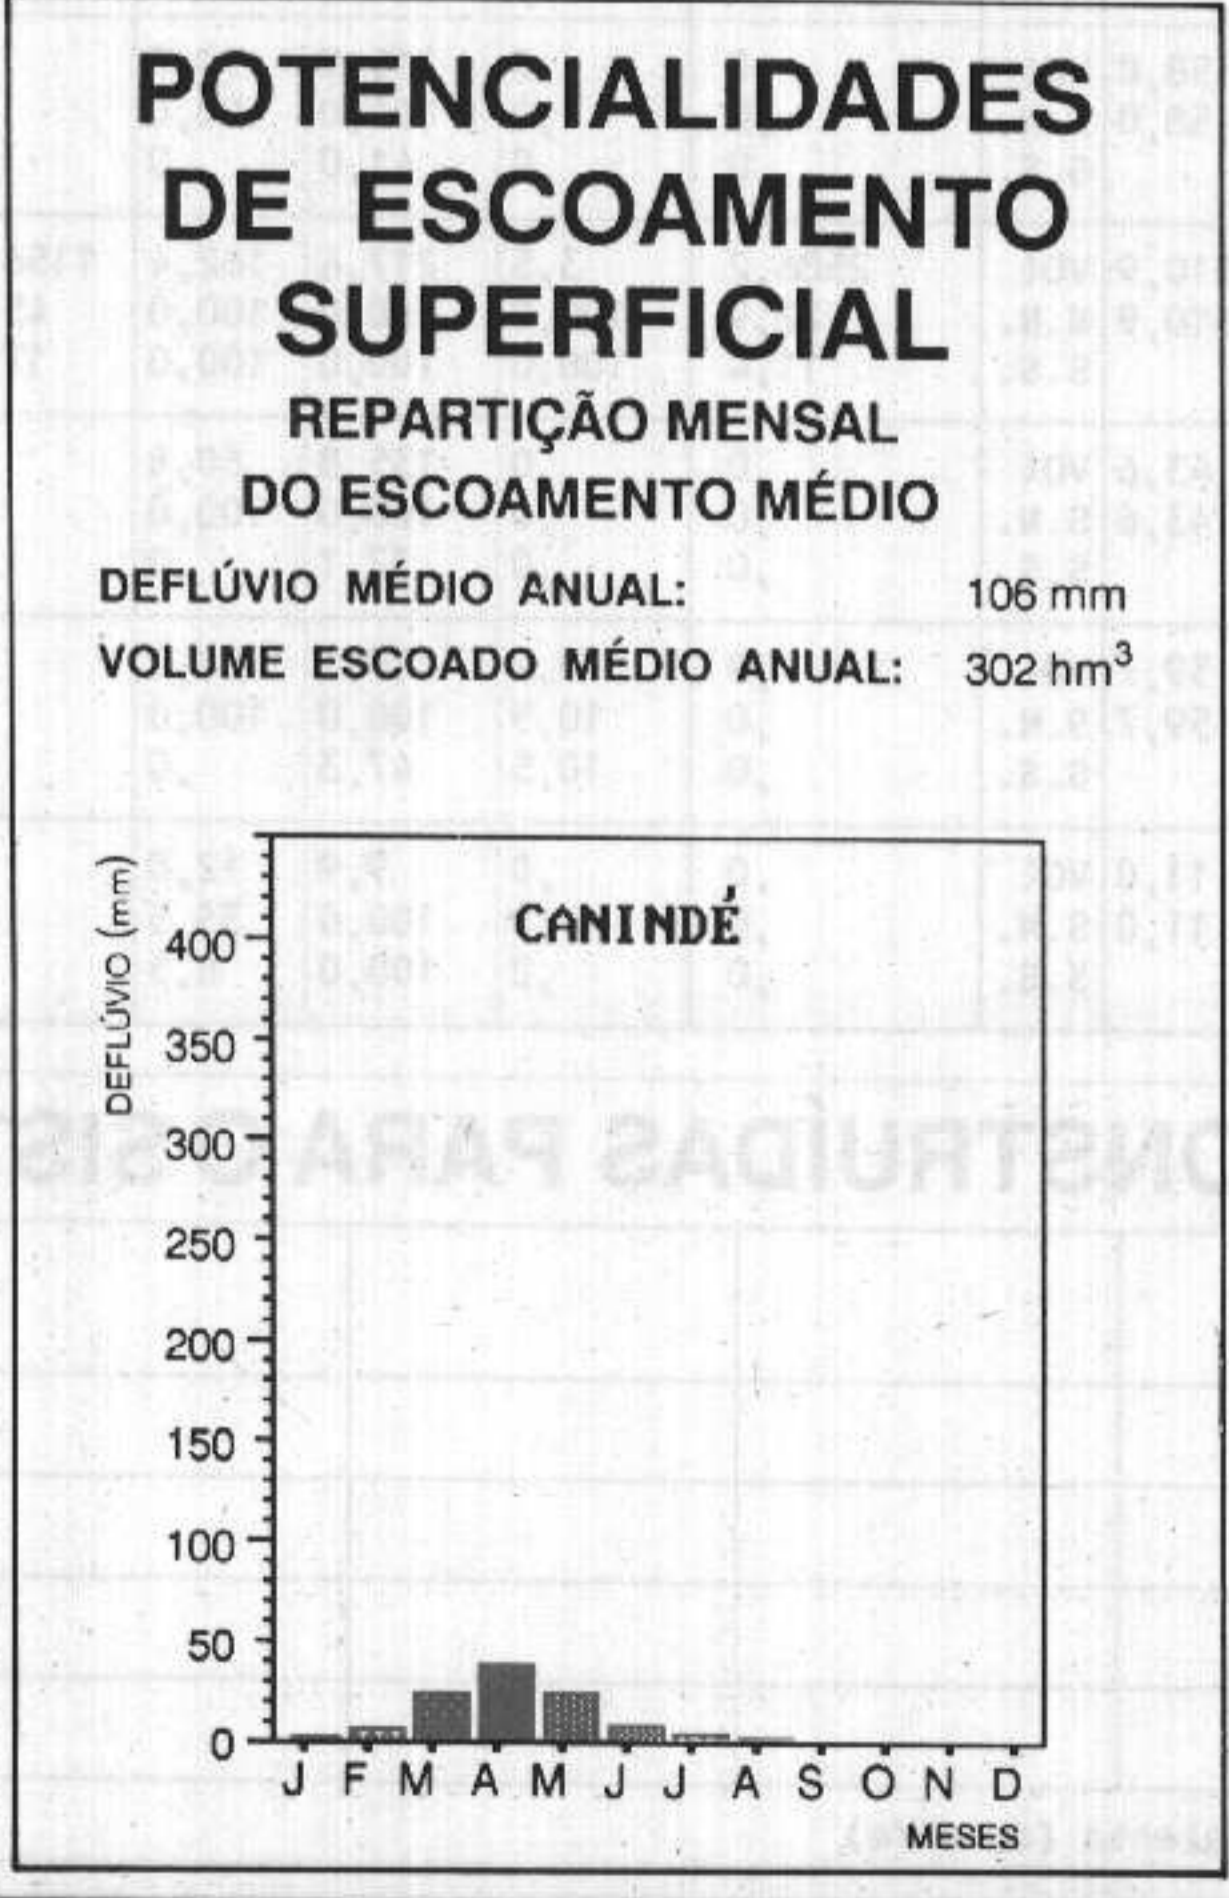 POTENCIALIDADES
DE ESCOAMENTO
SUPERFICIAL
REPARTIÇÃO MENSAL
DO ESCOAMENTO MÉDIO
DEFLÚVIO MÉDIO ANUAL: 106 mm
VOLUME ESCOADO MÉDIO ANUAL: 302 hm³
DEFLÚVIO (mm)
CANINDÉ
400
350
300
250
200
150
100
50
0
J F M A M J J A S O N D
MESES